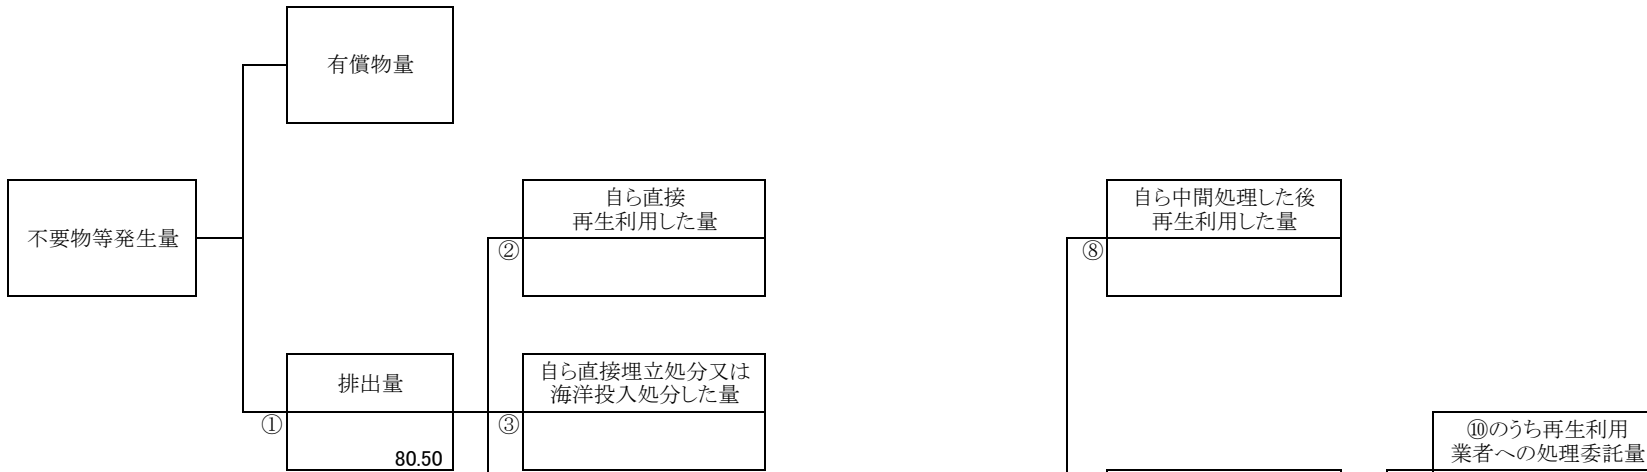 有償物量
不要物等発生量
自ら直接
再生利用した量
②
自ら中間処理した後
再生利用した量
⑧
排出量
①
80.50
自ら直接埋立処分又は
海洋投入処分した量
③
⑩のうち再生利用
業者への処理委託量